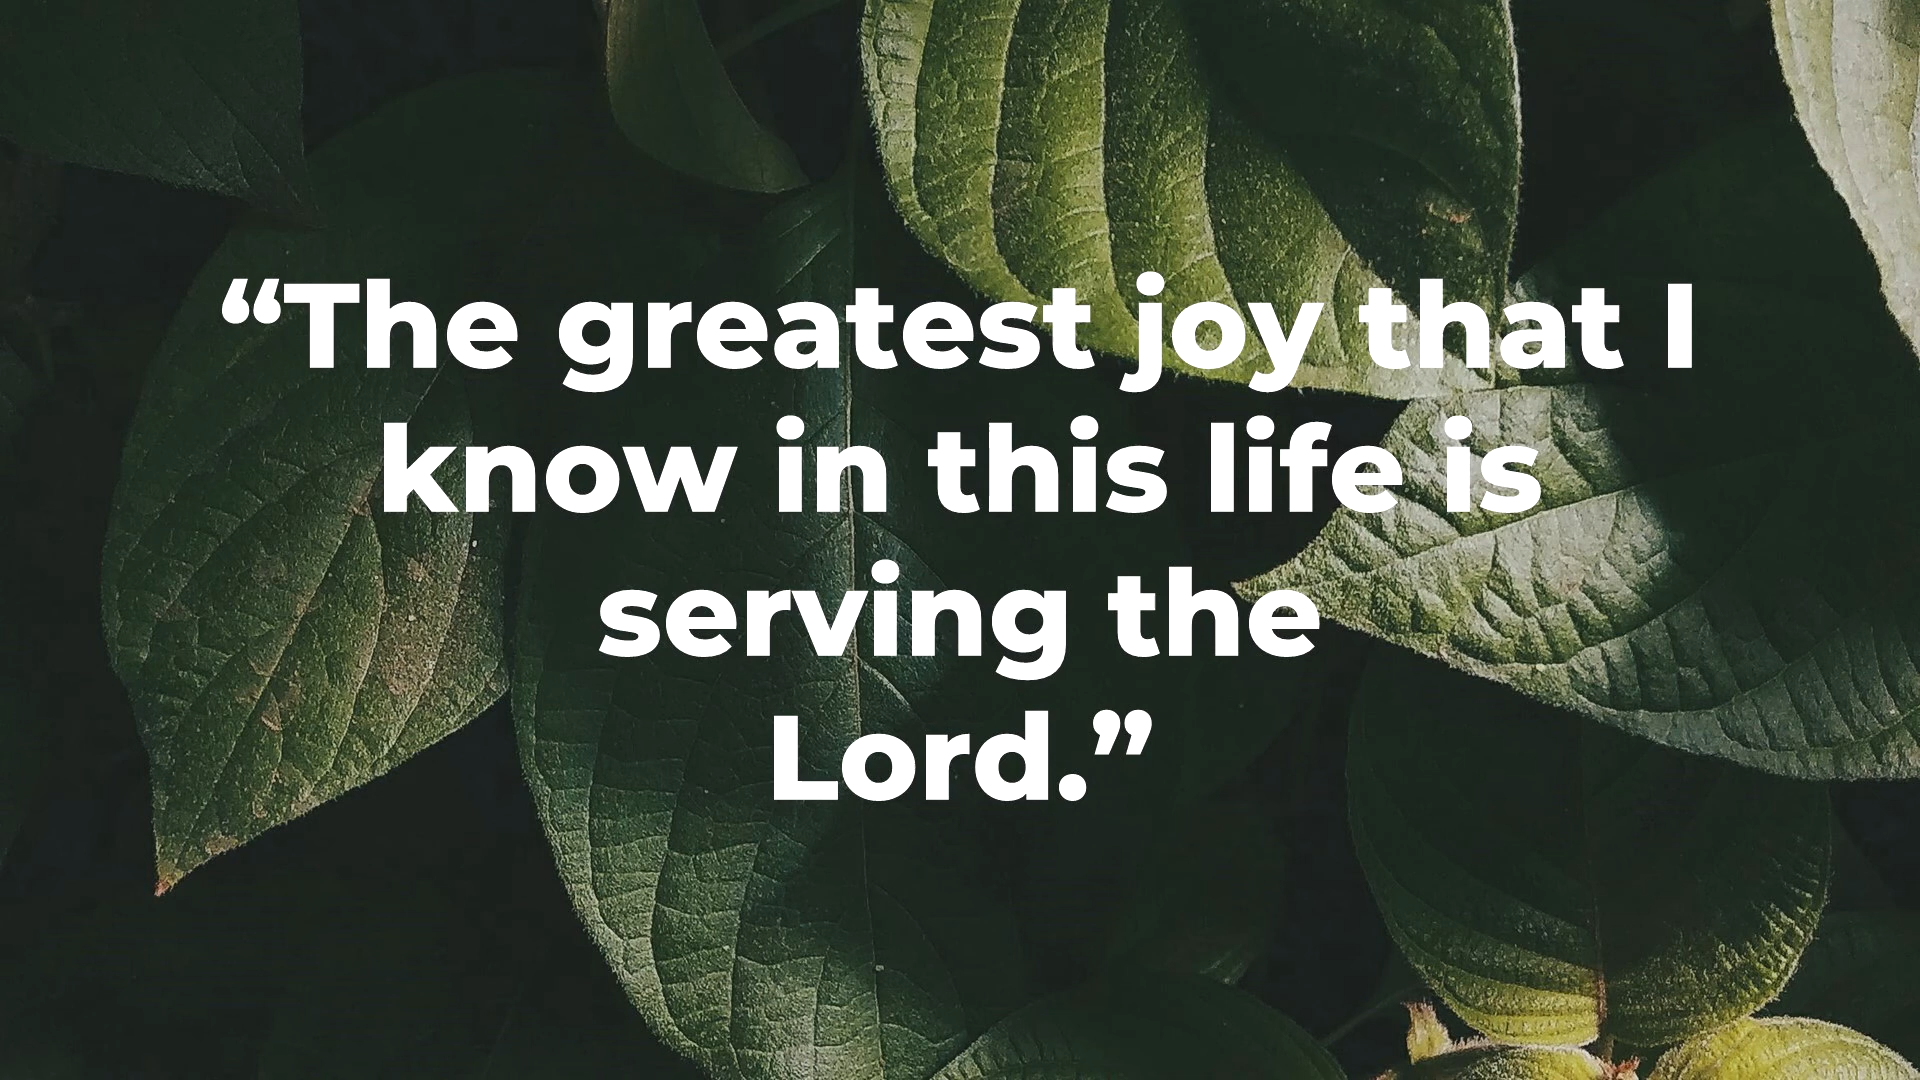 “The greatest joy that I
know in this life is
serving the
Lord.”